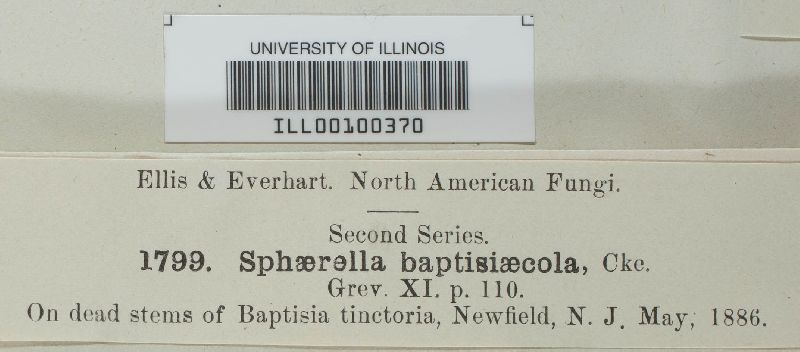 UNIVERSITY OF ILLINOIS
ILL00100370
Ellis & Everhart. North American Fungi.
Second Series.
1799. Sphærella baptisiæcola, Cke.
Grev. XI. p. 110.
On dead stems of Baptisia tinctoria, Newfield, N. J. May, 1886.